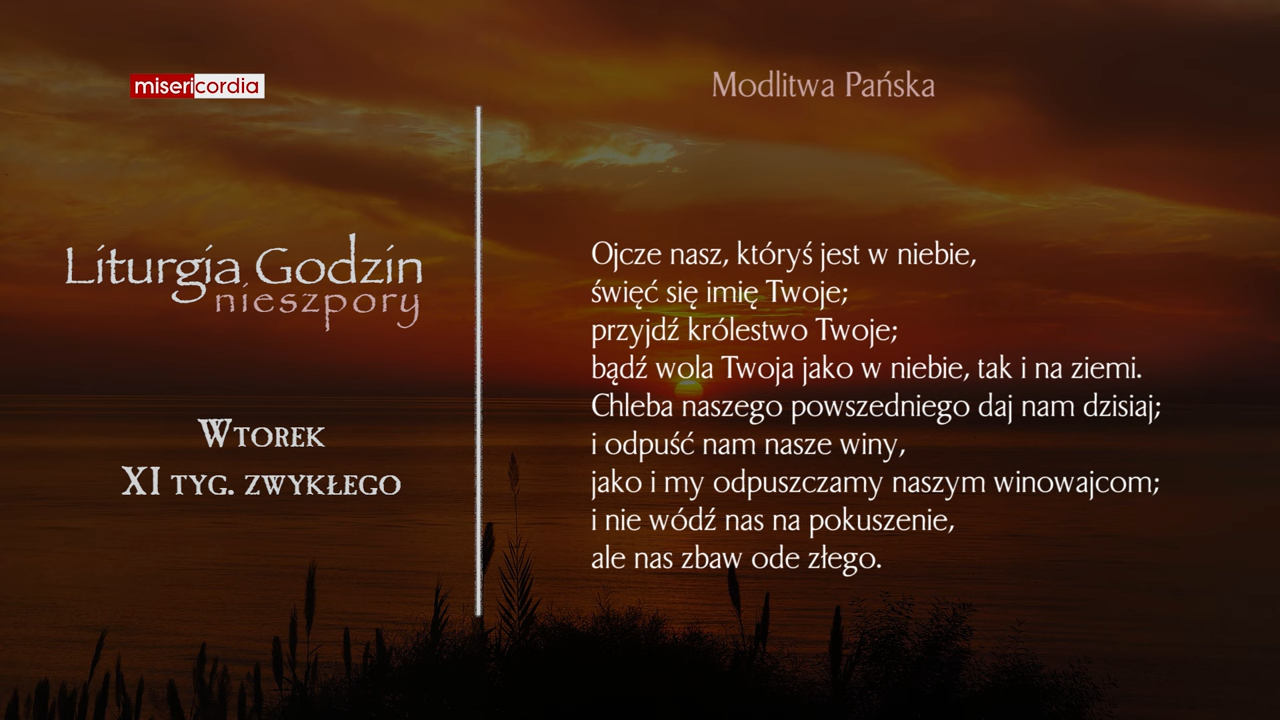 misericordia
Liturgia Godzin
nieszpory
Wtorek
XI tyg. zwykłego
Modlitwa Pańska
Ojcze nasz, któryś jest w niebie,
święć się imię Twoje;
przyjdź królestwo Twoje;
bądź wola Twoja jako w niebie, tak i na ziemi.
Chleba naszego powszedniego daj nam dzisiaj;
i odpuść nam nasze winy,
jako i my odpuszczamy naszym winowajcom;
i nie wódź nas na pokuszenie,
ale nas zbaw ode złego.